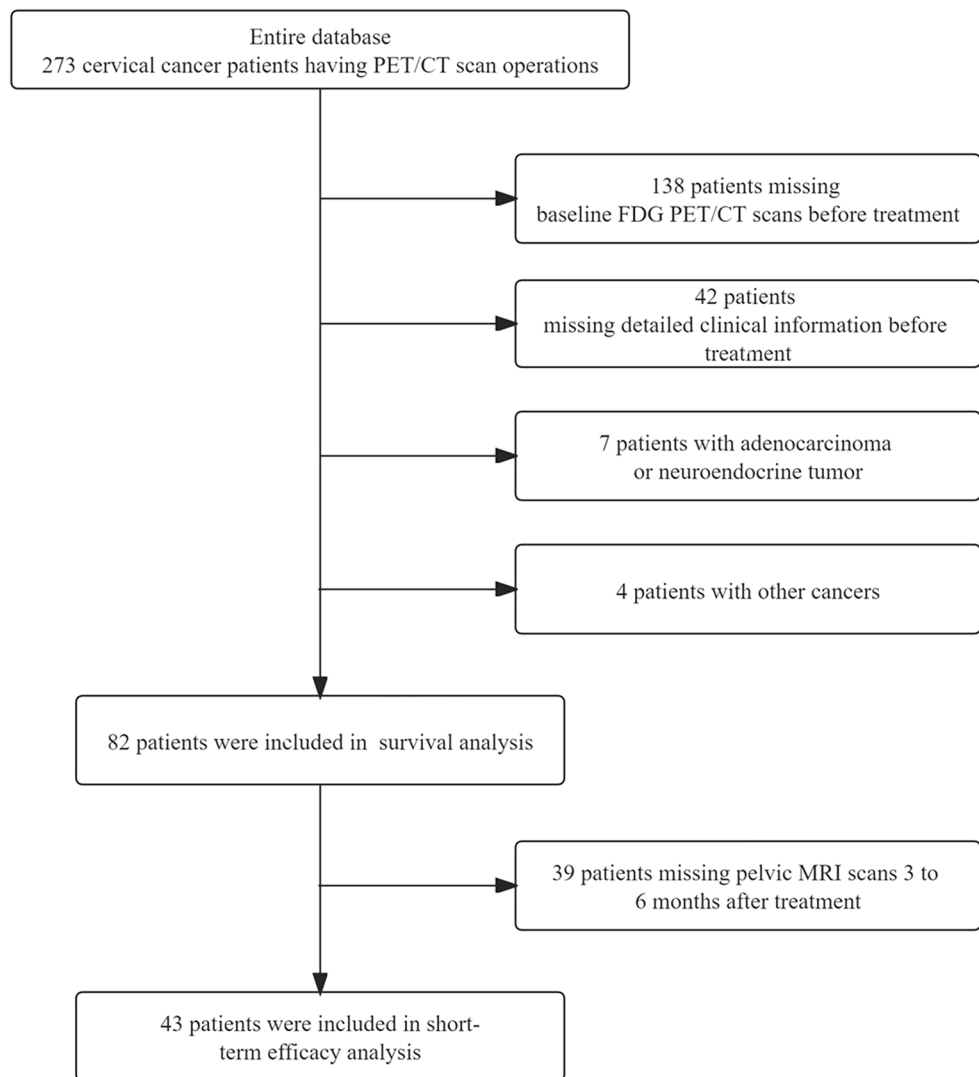 Entire database
273 cervical cancer patients having PET/CT scan operations
138 patients missing
baseline FDG PET/CT scans before treatment
42 patients
missing detailed clinical information before
treatment
7 patients with adenocarcinoma
or neuroendocrine tumor
4 patients with other cancers
82 patients were included in survival analysis
39 patients missing pelvic MRI scans 3 to
6 months after treatment
43 patients were included in short-
term efficacy analysis